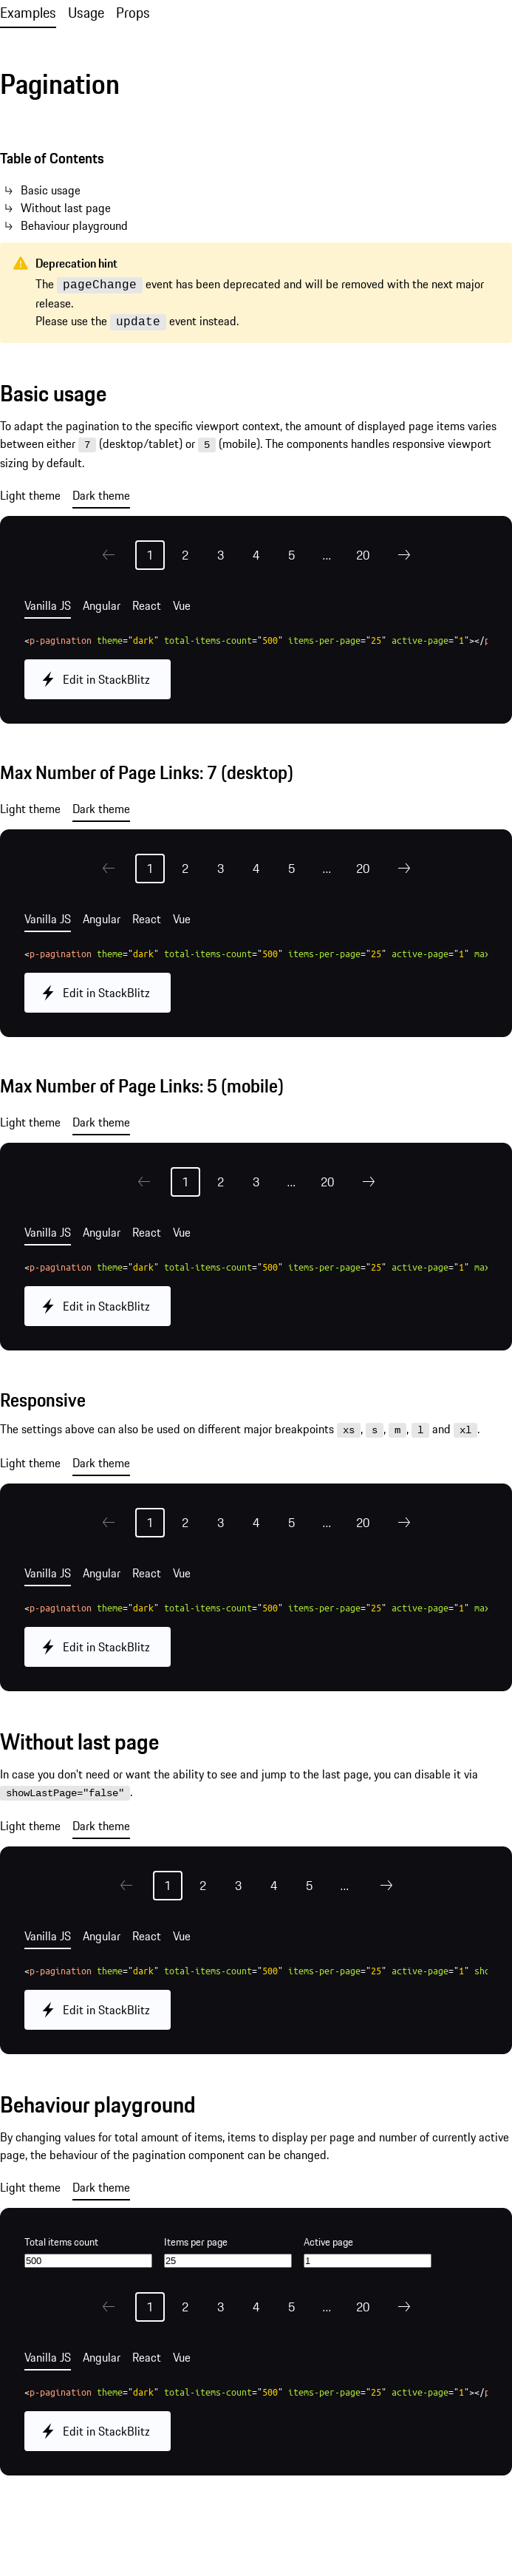 Examples Usage Props
Pagination
Table of Contents
Basic usage
Without last page
Behaviour playground
Deprecation hint
The pageChange event has been deprecated and will be removed with the next major
release.
Please use the update event instead.
Basic usage
To adapt the pagination to the specific viewport context, the amount of displayed page items varies
between either 7 (desktop/tablet) or 5 (mobile). The components handles responsive viewport
sizing by default.
Light theme Dark theme
1 2 3 4 5 ... 20
Vanilla JS Angular React Vue
<p-pagination theme="dark" total-items-count="500" items-per-page="25" active-page="1"></p
Edit in StackBlitz
Max Number of Page Links: 7 (desktop)
Light theme Dark theme
1 2 3 4 5 ... 20
Vanilla JS Angular React Vue
<p-pagination theme="dark" total-items-count="500" items-per-page="25" active-page="1" max
Edit in StackBlitz
Max Number of Page Links: 5 (mobile)
Light theme Dark theme
1 2 3 ... 20
Vanilla JS Angular React Vue
<p-pagination theme="dark" total-items-count="500" items-per-page="25" active-page="1" max
Edit in StackBlitz
Responsive
The settings above can also be used on different major breakpoints xs, s, m, l and xl.
Light theme Dark theme
1 2 3 4 5 ... 20
Vanilla JS Angular React Vue
<p-pagination theme="dark" total-items-count="500" items-per-page="25" active-page="1" max
Edit in StackBlitz
Without last page
In case you don't need or want the ability to see and jump to the last page, you can disable it via
showLastPage="false".
Light theme Dark theme
1 2 3 4 5 ...
Vanilla JS Angular React Vue
<p-pagination theme="dark" total-items-count="500" items-per-page="25" active-page="1" sho
Edit in StackBlitz
Behaviour playground
By changing values for total amount of items, items to display per page and number of currently active
page, the behaviour of the pagination component can be changed.
Light theme Dark theme
Total items count Items per page Active page
500 25 1
1 2 3 4 5 ... 20
Vanilla JS Angular React Vue
<p-pagination theme="dark" total-items-count="500" items-per-page="25" active-page="1"></p
Edit in StackBlitz